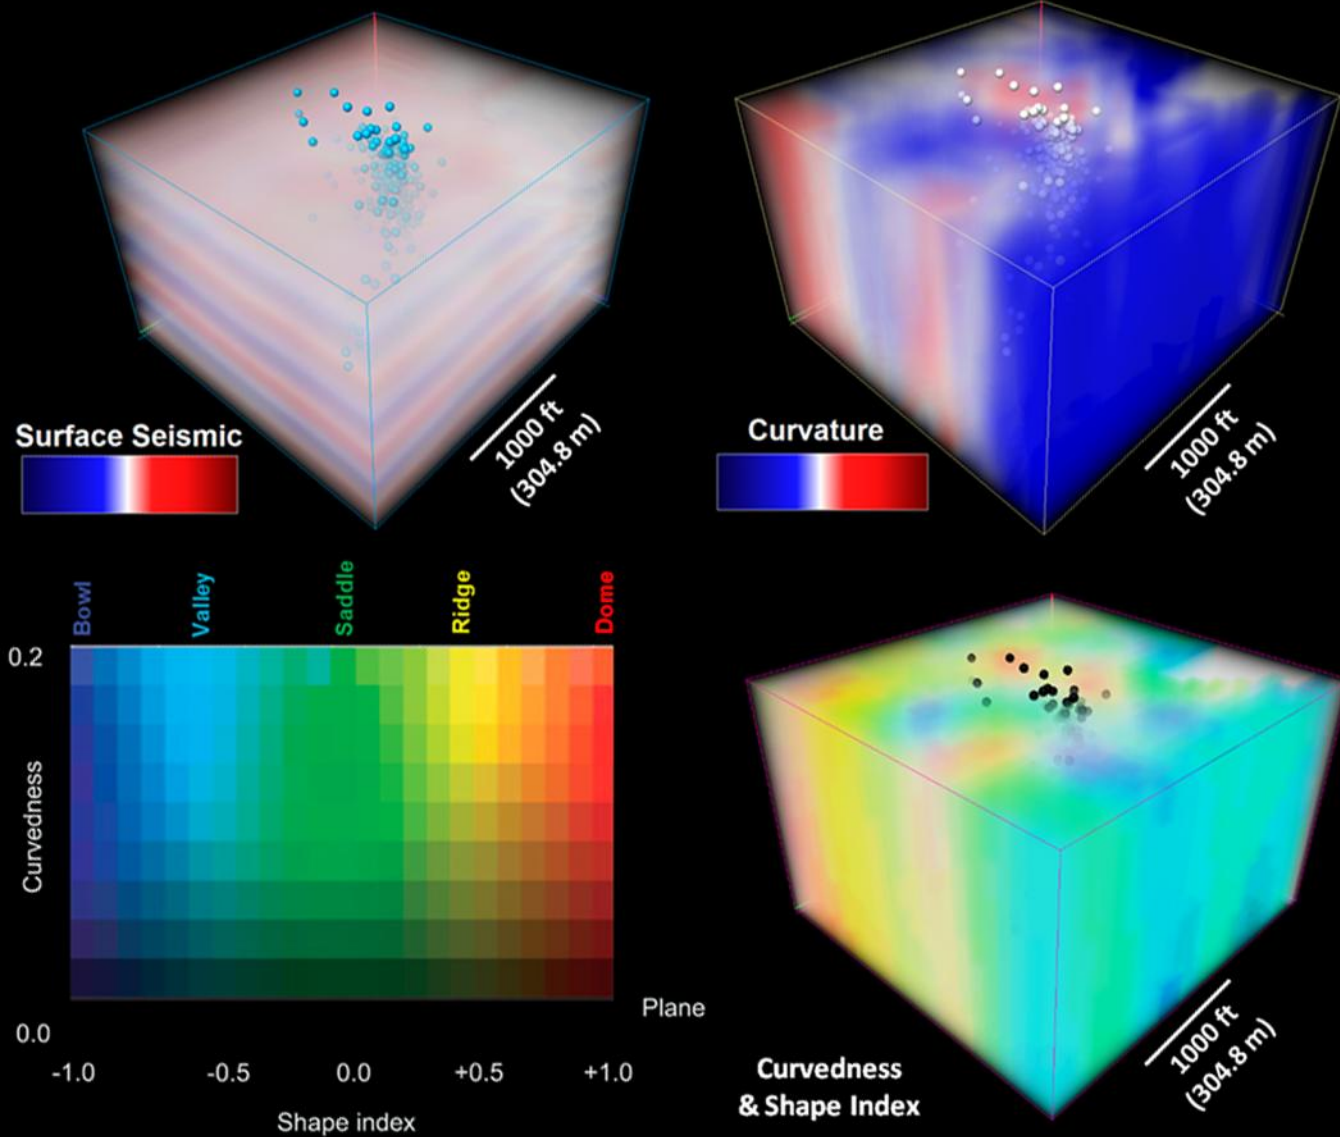 Surface Seismic
1000 ft
(304.8 m)
Curvature
1000 ft
(304.8 m)
Bowl
Valley
Saddle
Ridge
Dome
0.2
Curvedness
0.0
Plane
-1.0 -0.5 0.0 +0.5 +1.0
Shape index
Curvedness
& Shape Index
1000 ft
(304.8 m)